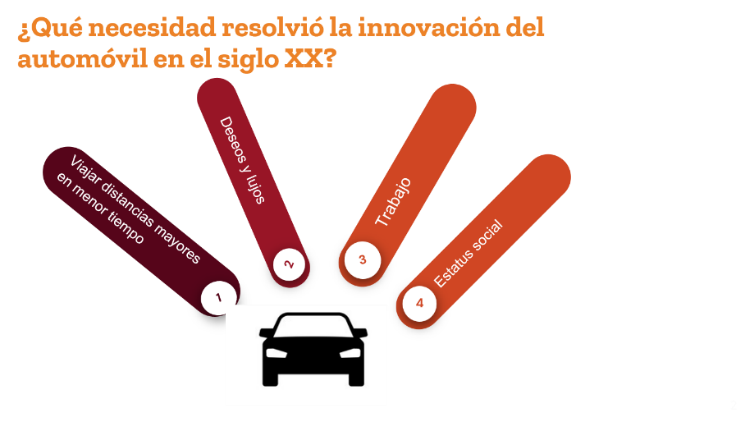 ¿Qué necesidad resolvió la innovación del
automóvil en el siglo XX?
Viajar distancias mayores
en menor tiempo
1
Deseos y lujos
2
Trabajo
3
Estatus social
4